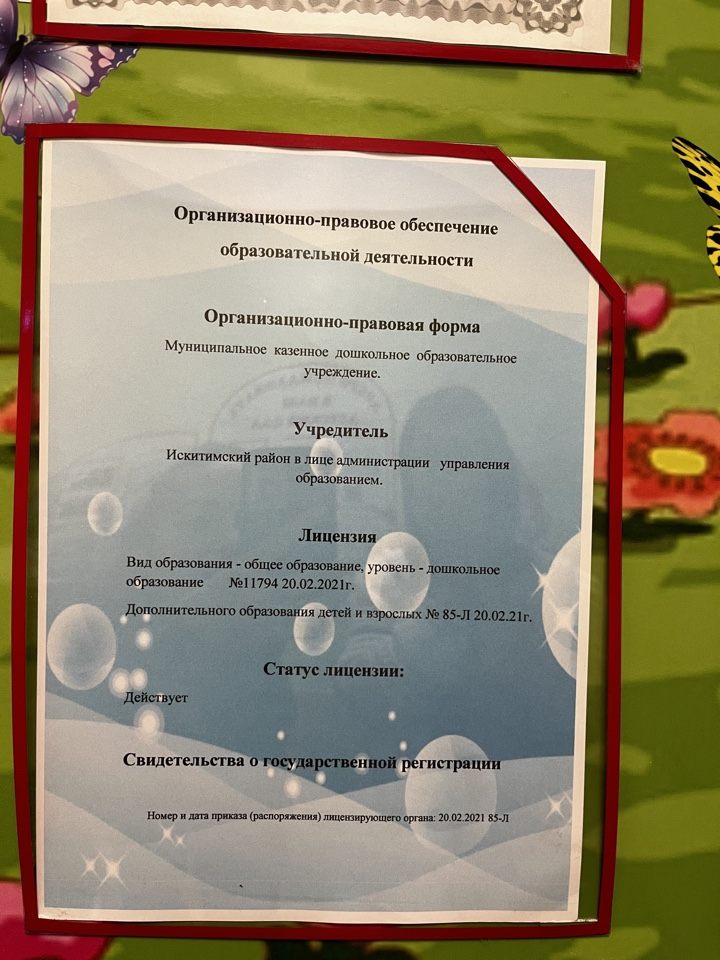 Организационно-правовое обеспечение
образовательной деятельности
Организационно-правовая форма
Муниципальное казенное дошкольное образовательное
учреждение.
Учредитель
Искитимский район в лице администрации управления
образованием.
Лицензия
Вид образования - общее образование, уровень - дошкольное
образование №11794 20.02.2021г.
Дополнительного образования детей и взрослых № 85-Л 20.02.21г.
Статус лицензии:
Действует
Свидетельства о государственной регистрации
Номер и дата приказа (распоряжения) лицензирующего органа: 20.02.2021 85-Л